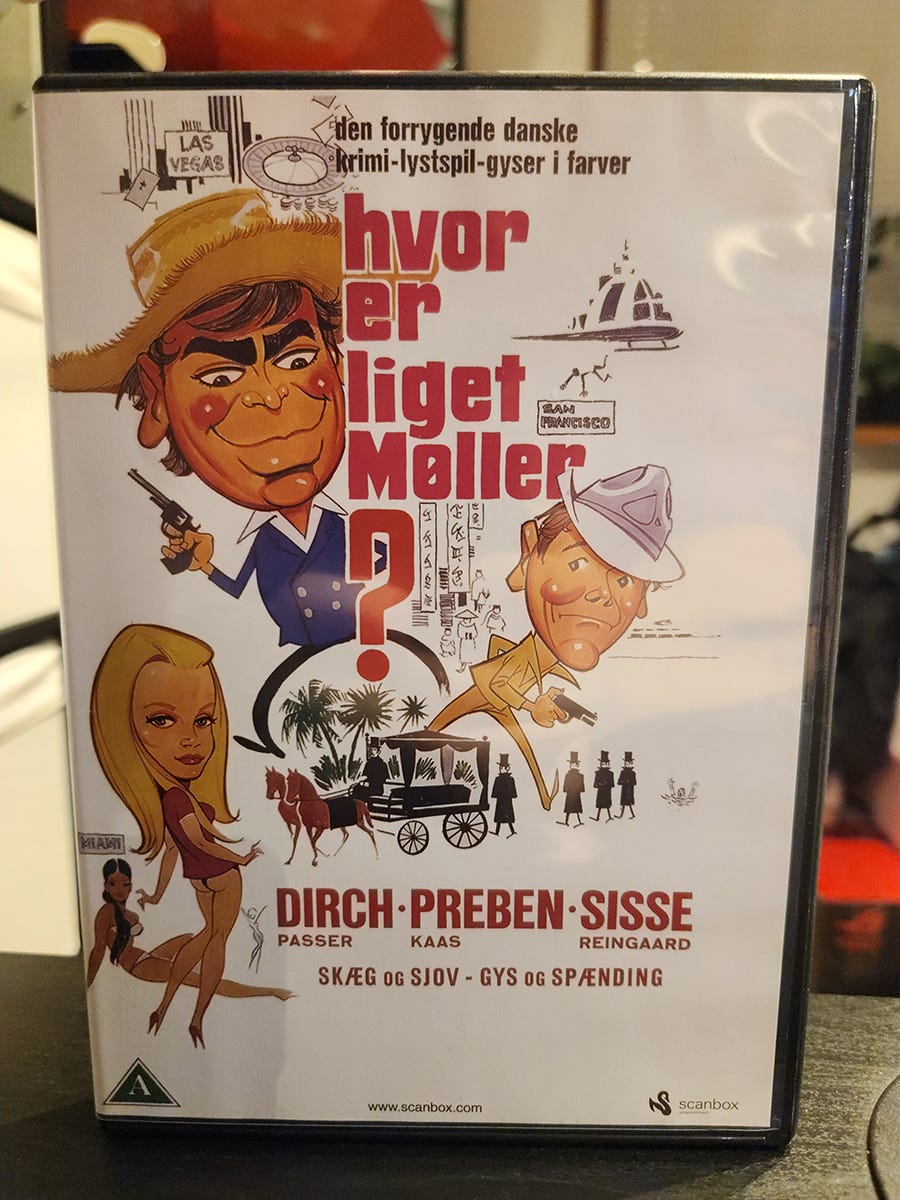 LAS
VEGAS
den forrygende danske
krimi-lystspil-gyser i farver
hvor
er
liget
Møller
?
SAN
FRANCISCO
MIAMI
DIRCH · PREBEN · SISSE
PASSER KAAS REINGAARD
SKÆG OG SJOV - GYS OG SPÆNDING
A
www.scanbox.com
scanbox